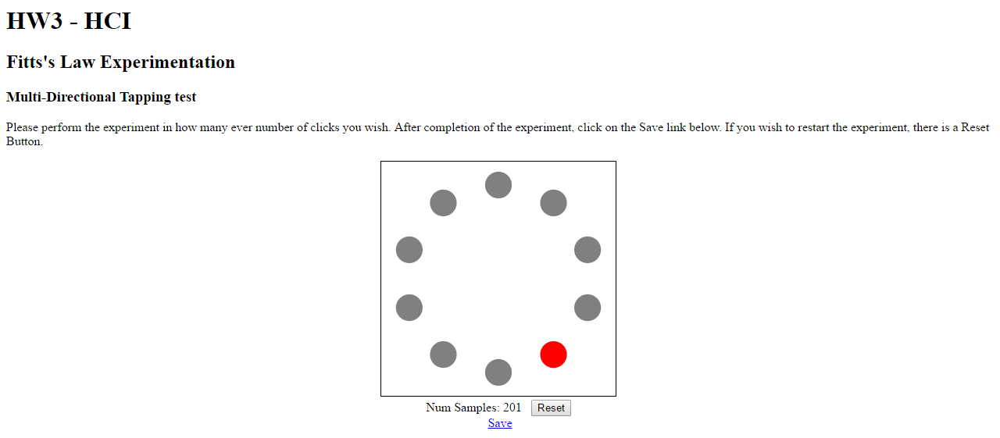 HW3 - HCI
Fitts's Law Experimentation
Multi-Directional Tapping test
Please perform the experiment in how many ever number of clicks you wish. After completion of the experiment, click on the Save link below. If you wish to restart the experiment, there is a Reset
Button.
Num Samples: 201 Reset
Save